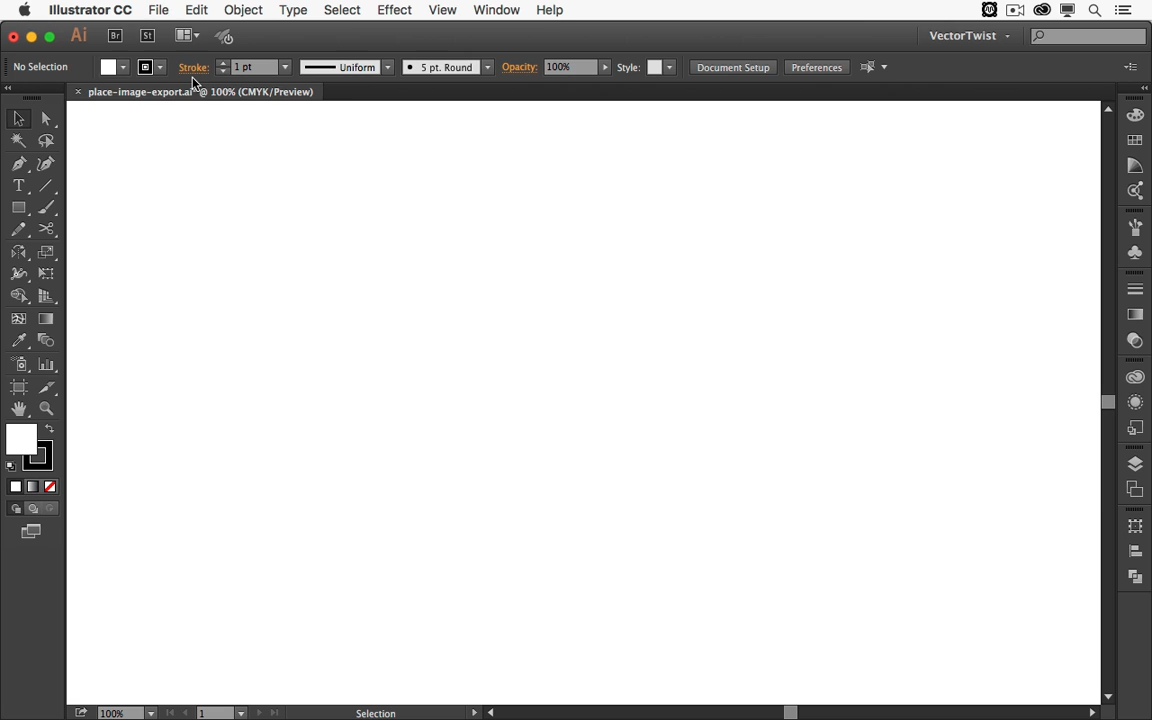 Illustrator CC File Edit Object Type Select Effect View Window Help
Ai Br St VectorTwist
No Selection Stroke: 1 pt Uniform 5 pt. Round Opacity: 100% Style: Document Setup Preferences
place-image-export.ai* @ 100% (CMYK/Preview)
T
100% 1 Selection